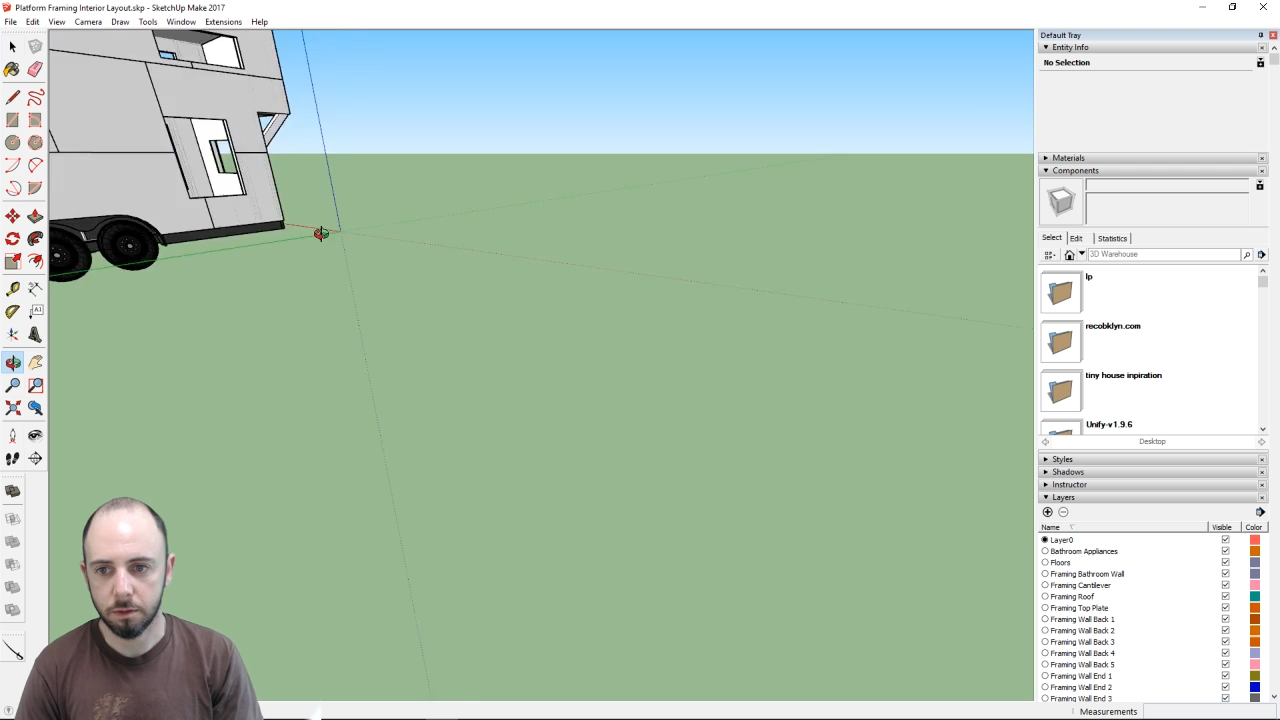 Platform Framing Interior Layout.skp - SketchUp Make 2017
File Edit View Camera Draw Tools Window Extensions Help
Default Tray
Entity Info
No Selection
Materials
Components
Select Edit Statistics
3D Warehouse
lp
recobklyn.com
tiny house inpiration
Unify-v1.9.6
Desktop
Styles
Shadows
Instructor
Layers
Name Visible Color
Layer0
Bathroom Appliances
Floors
Framing Bathroom Wall
Framing Cantilever
Framing Roof
Framing Top Plate
Framing Wall Back 1
Framing Wall Back 2
Framing Wall Back 3
Framing Wall Back 4
Framing Wall Back 5
Framing Wall End 1
Framing Wall End 2
Framing Wall End 3
Measurements